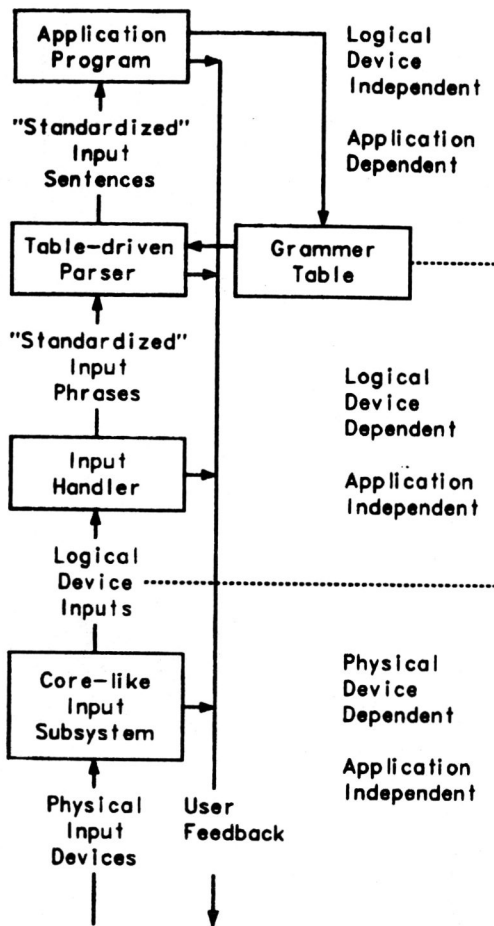 Application
Program
Logical
Device
Independent
Application
Dependent
"Standardized"
Input
Sentences
Table-driven
Parser
Grammer
Table
"Standardized"
Input
Phrases
Logical
Device
Dependent
Application
Independent
Input
Handler
Logical
Device
Inputs
Core-like
Input
Subsystem
Physical
Device
Dependent
Application
Independent
Physical
Input
Devices
User
Feedback